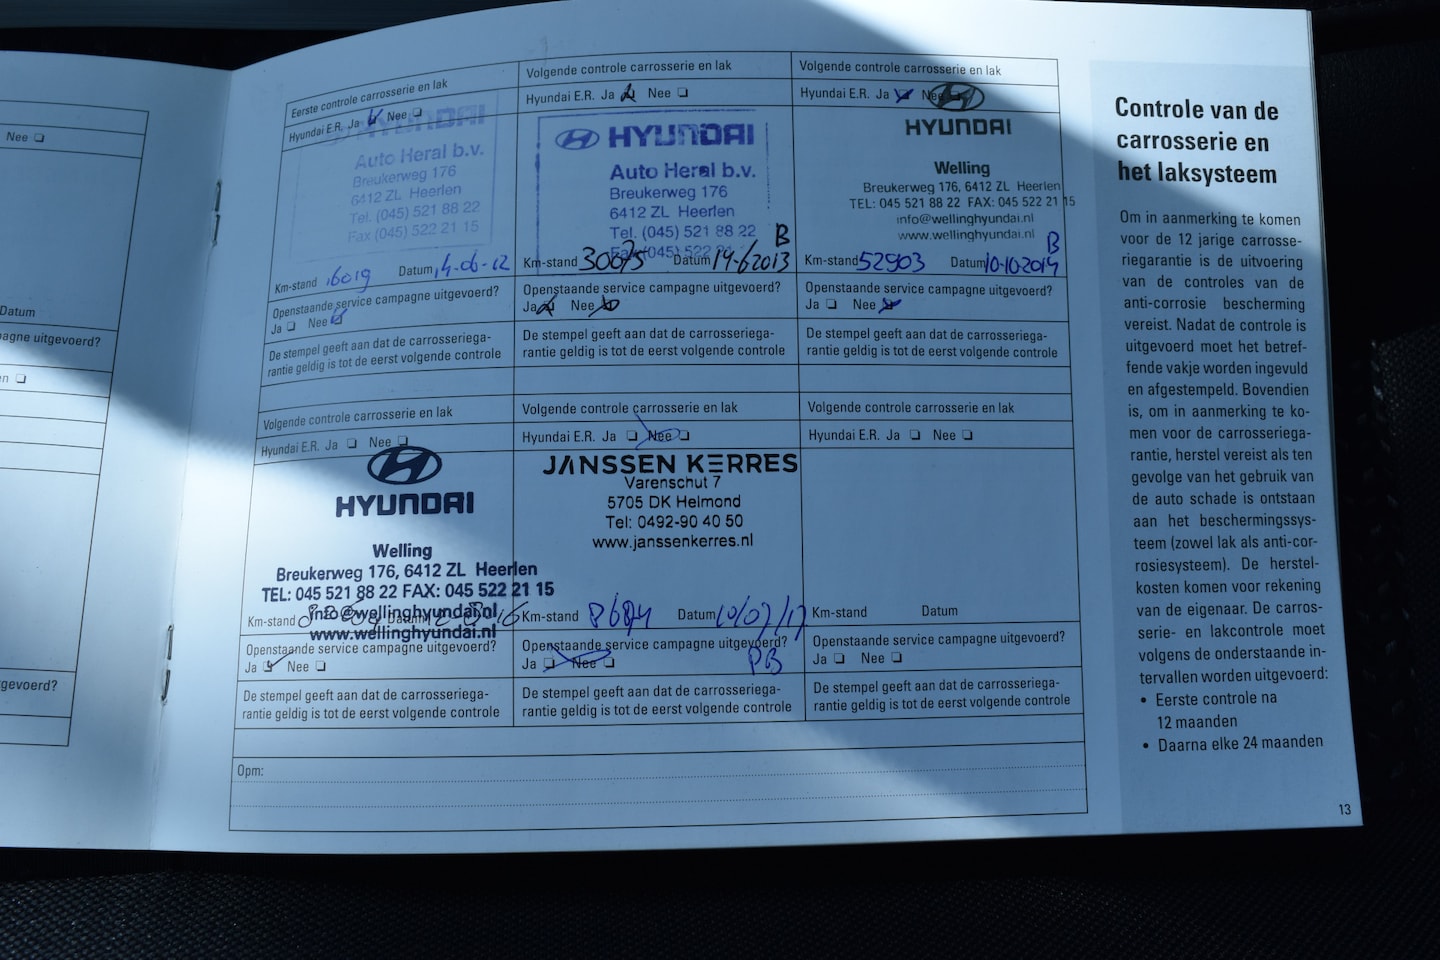 Nee ❏
Datum
agne uitgevoerd?
en ❏
tgevoerd?
Eerste controle carrosserie en lak
Hyundai E.R. Ja ❏ Nee ❏
HYUNDAI
Auto Heral b.v.
Breukerweg 176
6412 ZL Heerlen
Tel. (045) 521 88 22
Fax (045) 522 21 15
Km-stand 16019 Datum 14-06-12
Openstaande service campagne uitgevoerd?
Ja ❏ Nee ❏
De stempel geeft aan dat de carrosseriega-
rantie geldig is tot de eerst volgende controle
Volgende controle carrosserie en lak
Hyundai E.R. Ja ❏ Nee ❏
HYUNDAI
Auto Heral b.v.
Breukerweg 176
6412 ZL Heerlen
Tel. (045) 521 88 22
Fax (045) 522 21
B
Km-stand 30075 Datum 14-6-2013
Openstaande service campagne uitgevoerd?
Ja ❏ Nee ❏
De stempel geeft aan dat de carrosseriega-
rantie geldig is tot de eerst volgende controle
Volgende controle carrosserie en lak
Hyundai E.R. Ja ❏ Nee ❏
HYUNDAI
Welling
Breukerweg 176, 6412 ZL Heerlen
TEL: 045 521 88 22 FAX: 045 522 21 15
info@wellinghyundai.nl
www.wellinghyundai.nl
B
Km-stand 52903 Datum 10-10-2014
Openstaande service campagne uitgevoerd?
Ja ❏ Nee ❏
De stempel geeft aan dat de carrosseriega-
rantie geldig is tot de eerst volgende controle
Volgende controle carrosserie en lak
Hyundai E.R. Ja ❏ Nee ❏
HYUNDAI
Welling
Breukerweg 176, 6412 ZL Heerlen
TEL: 045 521 88 22 FAX: 045 522 21 15
info@wellinghyundai.nl
Km-stand Datum
www.wellinghyundai.nl
Openstaande service campagne uitgevoerd?
Ja ❏ Nee ❏
De stempel geeft aan dat de carrosseriega-
rantie geldig is tot de eerst volgende controle
Volgende controle carrosserie en lak
Hyundai E.R. Ja ❏ Nee ❏
JANSSEN KERRES
Varenschut 7
5705 DK Helmond
Tel: 0492-90 40 50
www.janssenkerres.nl
Km-stand Datum 10/07/17
Openstaande service campagne uitgevoerd?
Ja ❏ Nee ❏ PB
De stempel geeft aan dat de carrosseriega-
rantie geldig is tot de eerst volgende controle
Volgende controle carrosserie en lak
Hyundai E.R. Ja ❏ Nee ❏
Km-stand Datum
Openstaande service campagne uitgevoerd?
Ja ❏ Nee ❏
De stempel geeft aan dat de carrosseriega-
rantie geldig is tot de eerst volgende controle
Opm:
Controle van de
carrosserie en
het laksysteem
Om in aanmerking te komen
voor de 12 jarige carrosse-
riegarantie is de uitvoering
van de controles van de
anti-corrosie bescherming
vereist. Nadat de controle is
uitgevoerd moet het betref-
fende vakje worden ingevuld
en afgestempeld. Bovendien
is, om in aanmerking te ko-
men voor de carrosseriega-
rantie, herstel vereist als ten
gevolge van het gebruik van
de auto schade is ontstaan
aan het beschermingssys-
teem (zowel lak als anti-cor-
rosiesysteem). De herstel-
kosten komen voor rekening
van de eigenaar. De carros-
serie- en lakcontrole moet
volgens de onderstaande in-
tervallen worden uitgevoerd:
• Eerste controle na
12 maanden
• Daarna elke 24 maanden
13